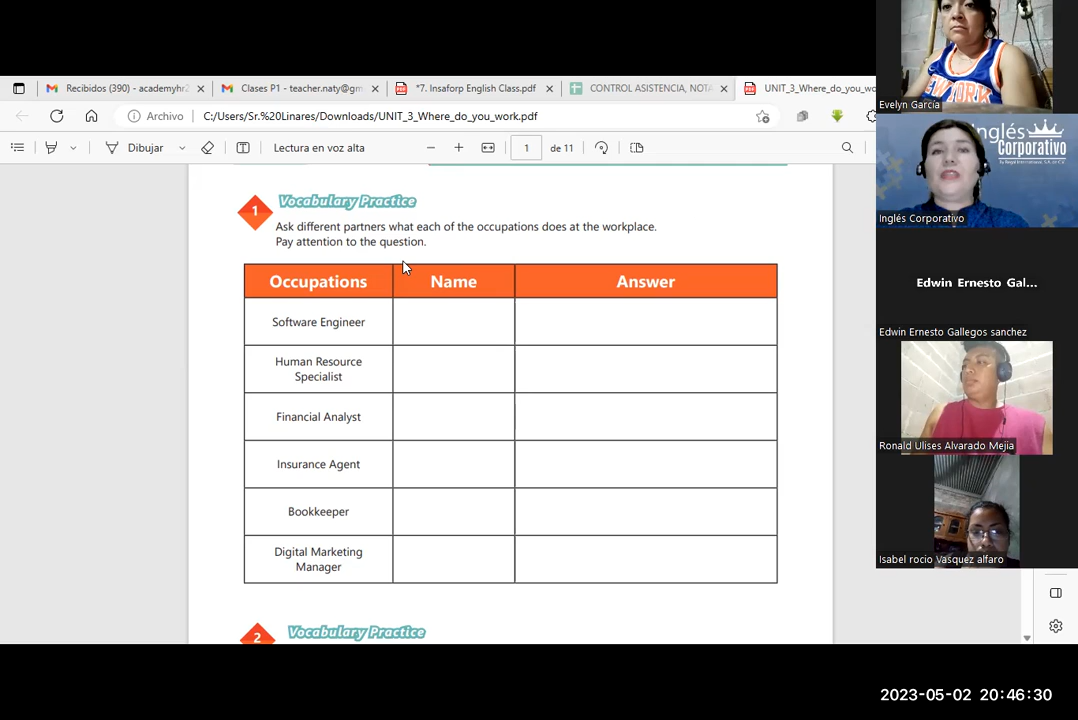 Recibidos (390) - academyhr
Clases P1 - teacher.naty@gm
*7. Insaforp English Class.pdf
CONTROL ASISTENCIA, NOTA
UNIT_3_Where_do_you_wo
Archivo
C:/Users/Sr.%20Linares/Downloads/UNIT_3_Where_do_you_work.pdf
Dibujar
Lectura en voz alta
1
de 11
1
Vocabulary Practice
Ask different partners what each of the occupations does at the workplace.
Pay attention to the question.
Occupations
Name
Answer
Software Engineer
Human Resource
Specialist
Financial Analyst
Insurance Agent
Bookkeeper
Digital Marketing
Manager
2
Vocabulary Practice
NEW YORK
Evelyn García
Inglés
Corporativo
Inglés Corporativo
Edwin Ernesto Gal...
Edwin Ernesto Gallegos sanchez
Ronald Ulises Alvarado Mejia
Isabel rocio Vasquez alfaro
2023-05-02 20:46:30